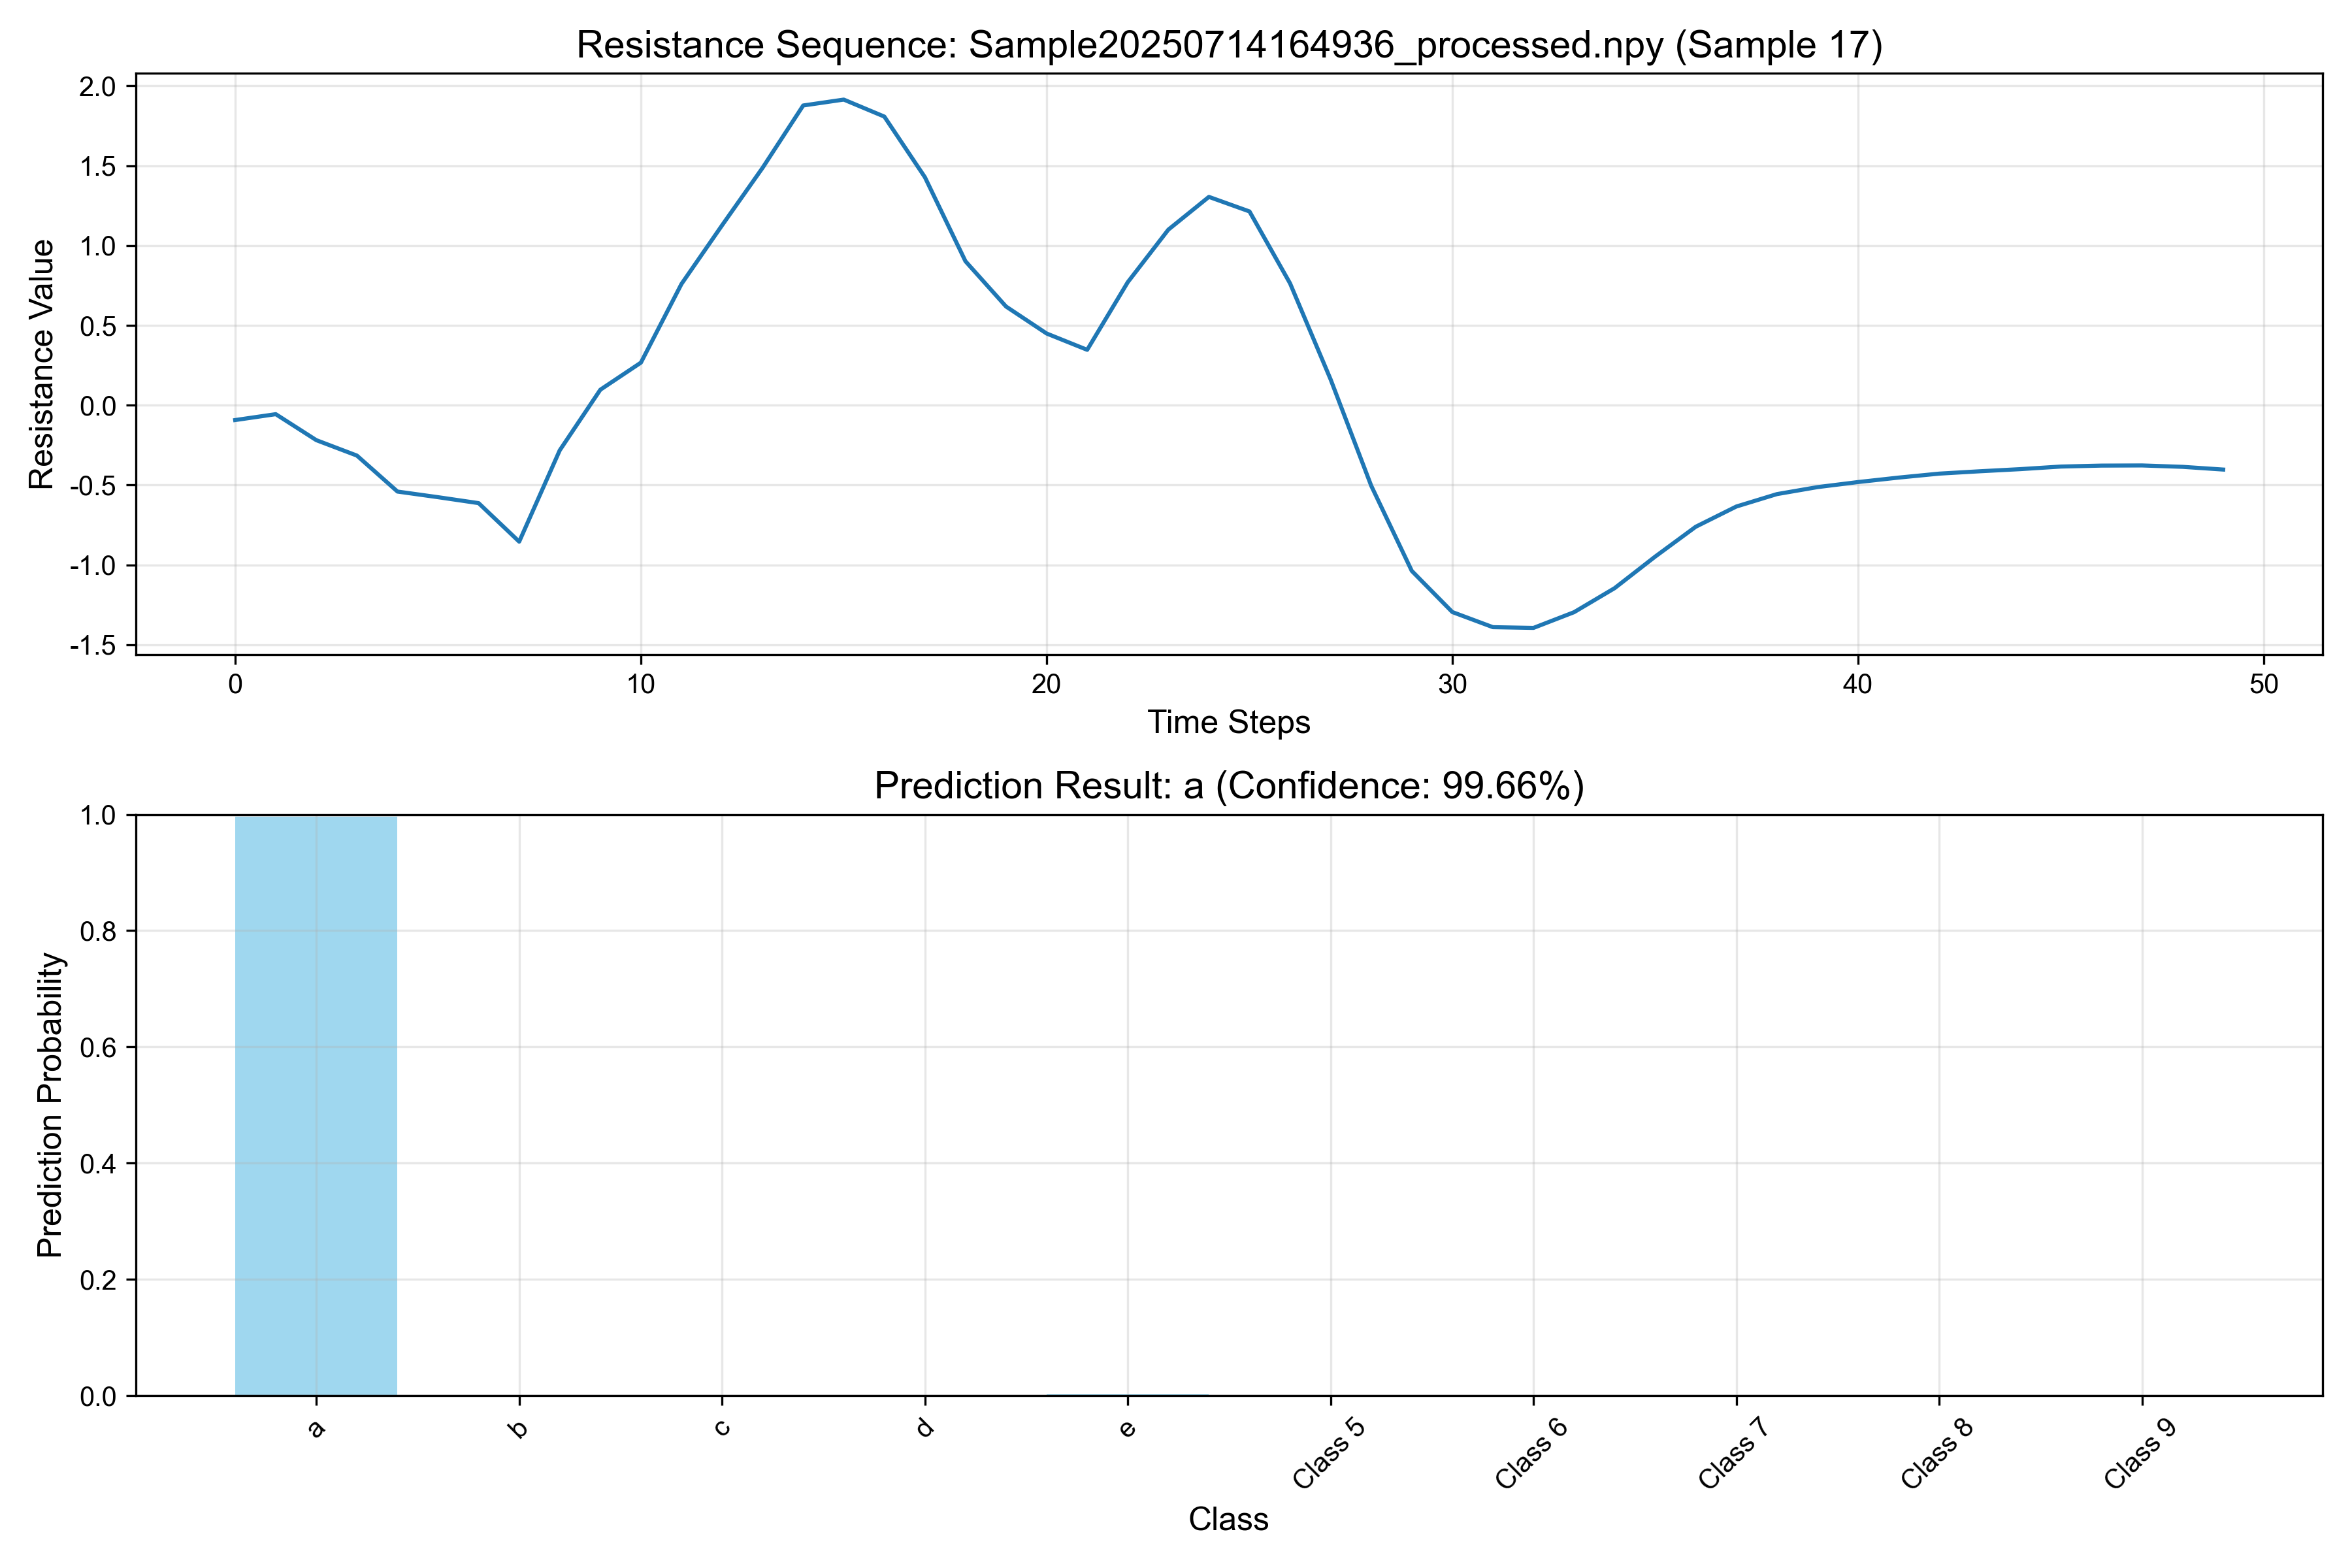 Resistance Sequence: Sample20250714164936_processed.npy (Sample 17)
2.0
1.5
1.0
0.5
0.0
-0.5
-1.0
-1.5
Resistance Value
0 10 20 30 40 50
Time Steps
Prediction Result: a (Confidence: 99.66%)
1.0
0.8
0.6
0.4
0.2
0.0
Prediction Probability
a b c d e Class 5 Class 6 Class 7 Class 8 Class 9
Class